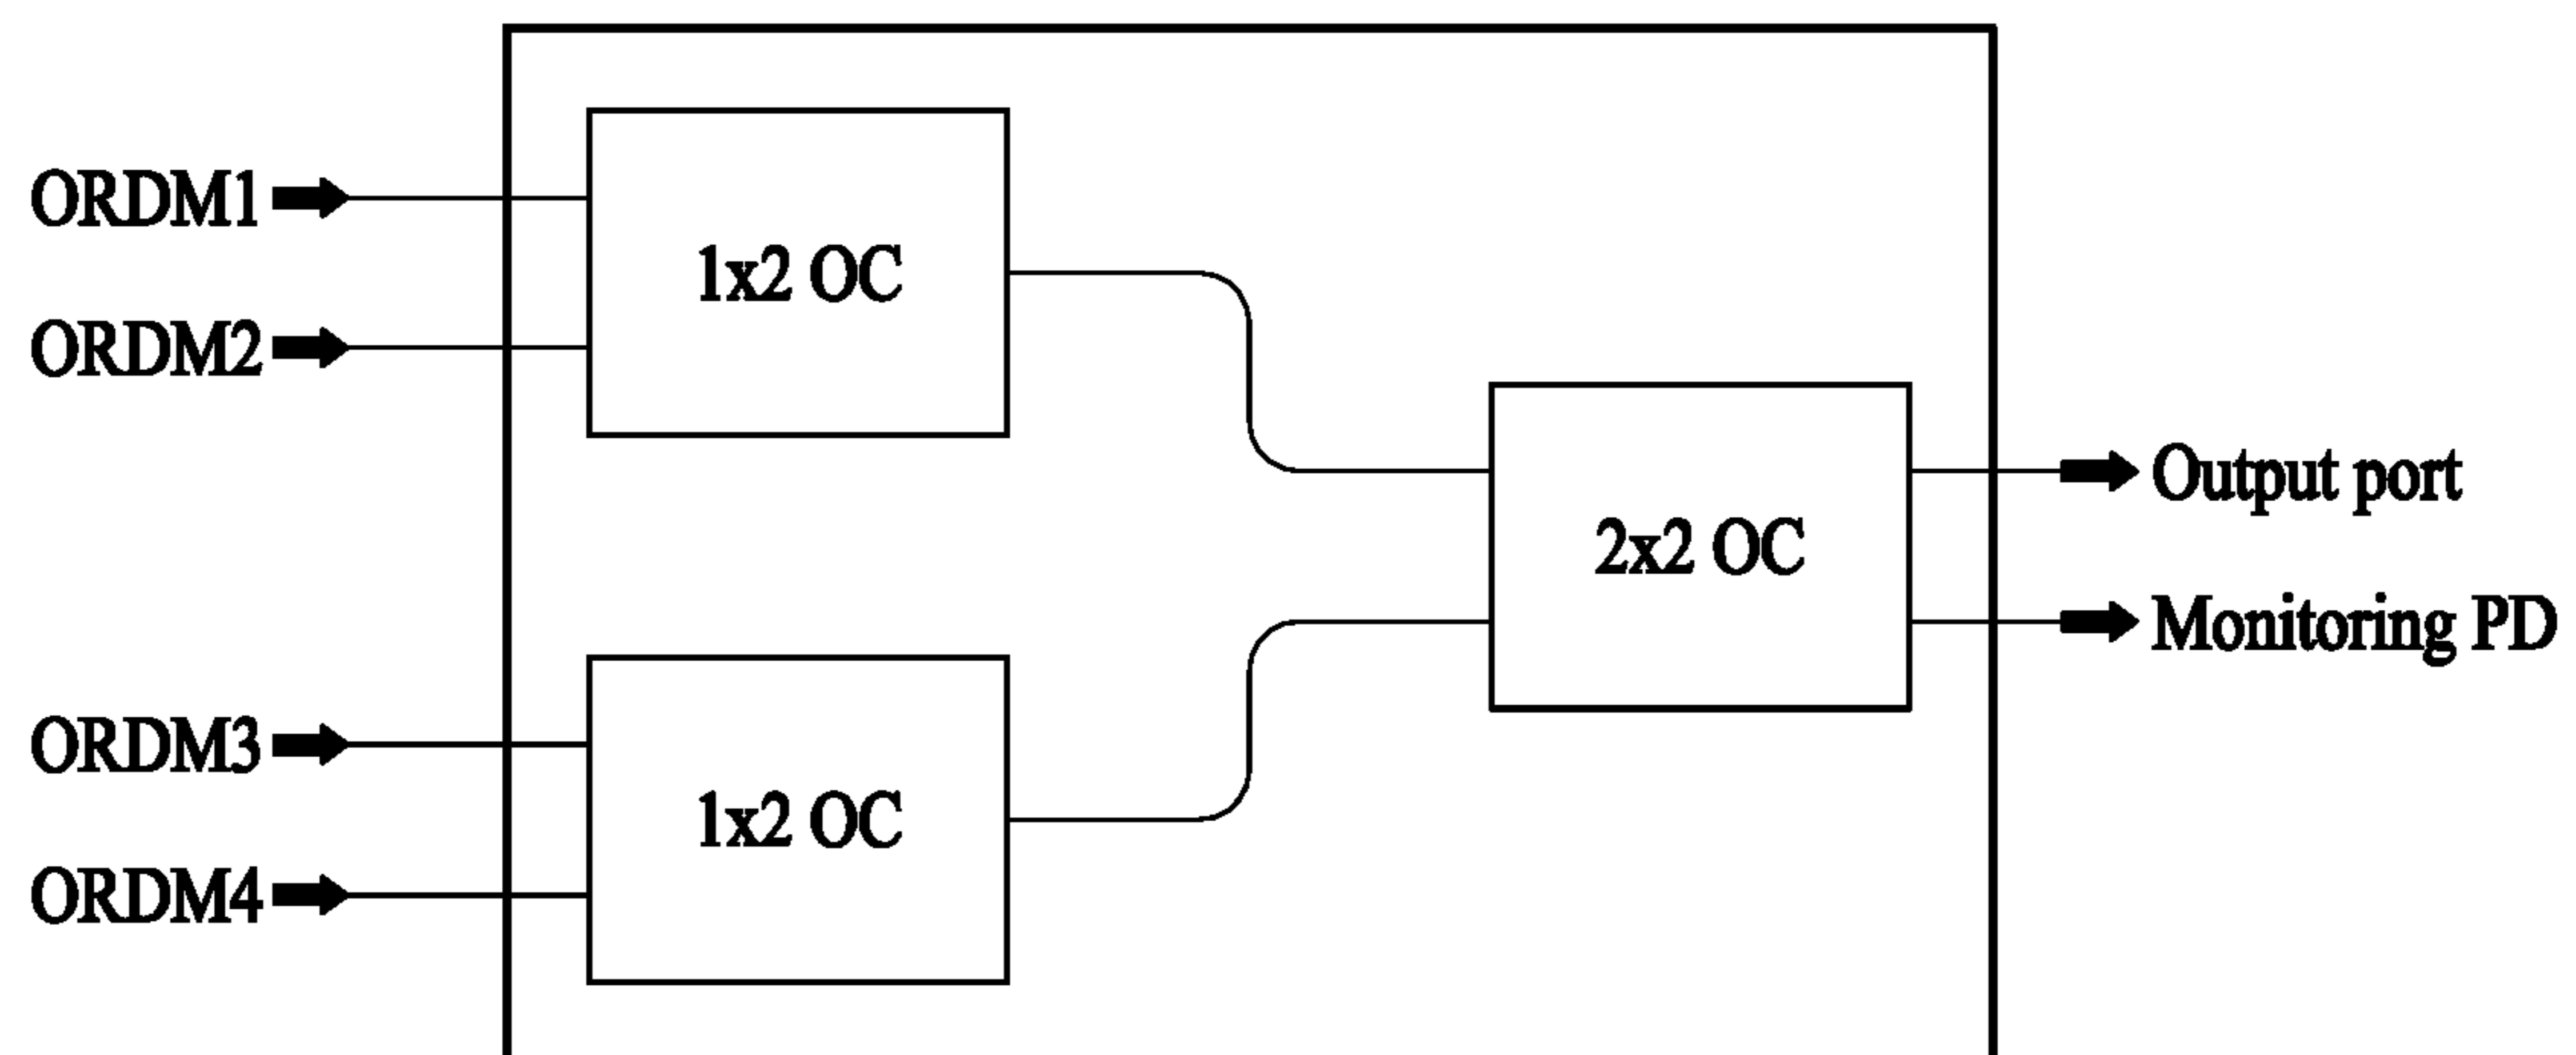 ORDM1
ORDM2
1x2 OC
2x2 OC
Output port
Monitoring PD
ORDM3
ORDM4
1x2 OC